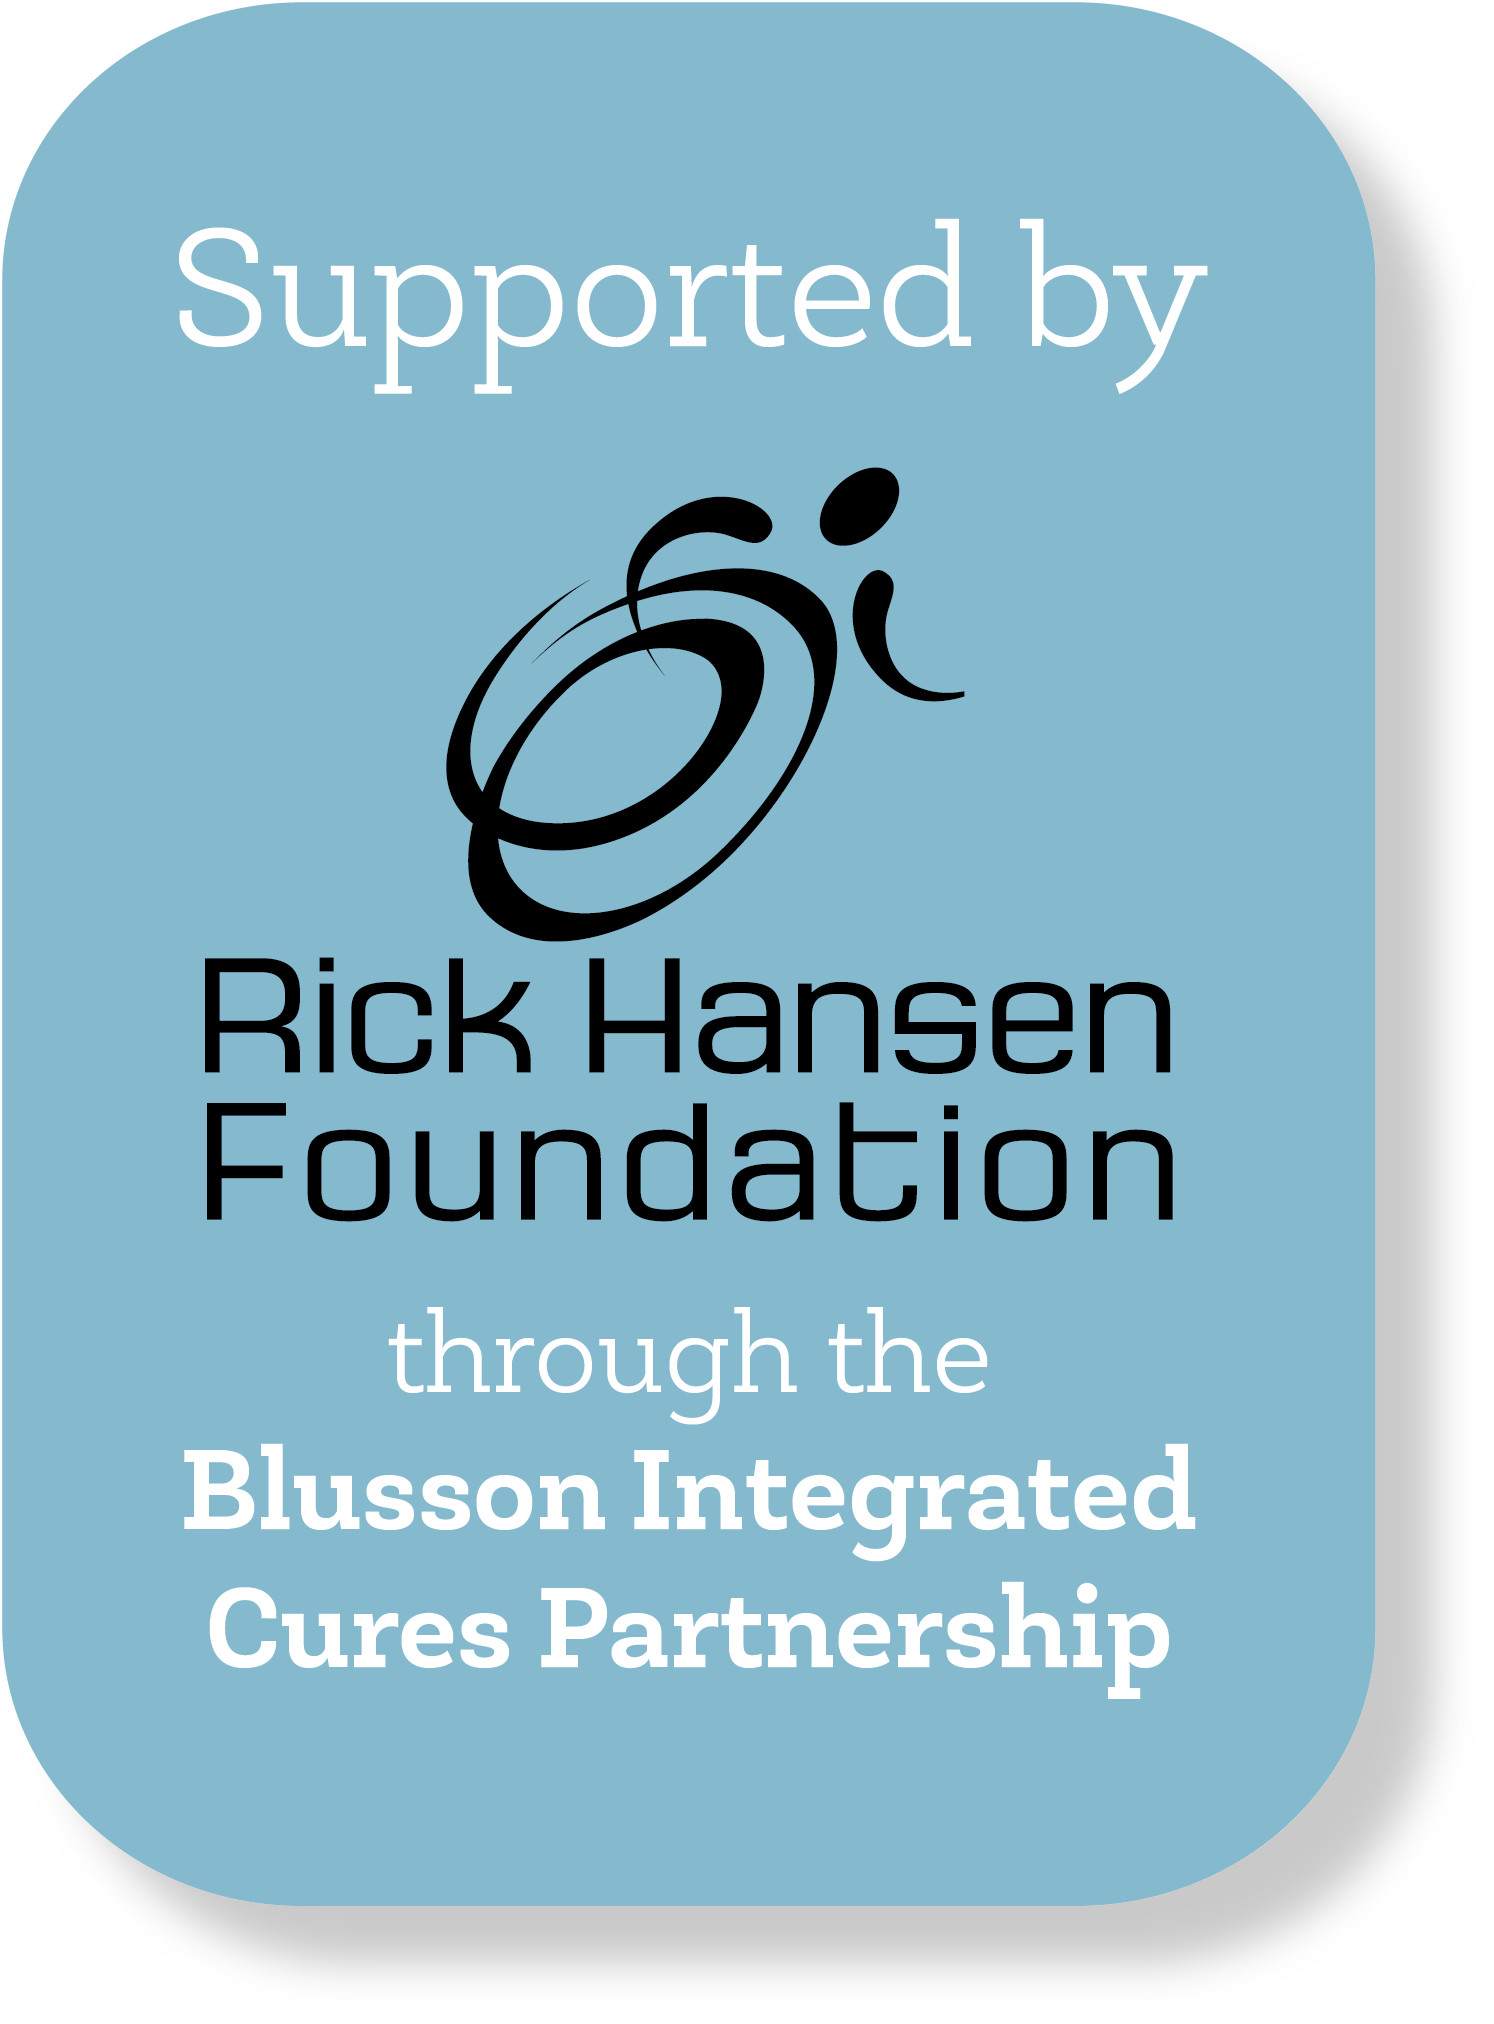 Supported by
Rick Hansen
Foundation
through the
Blusson Integrated
Cures Partnership